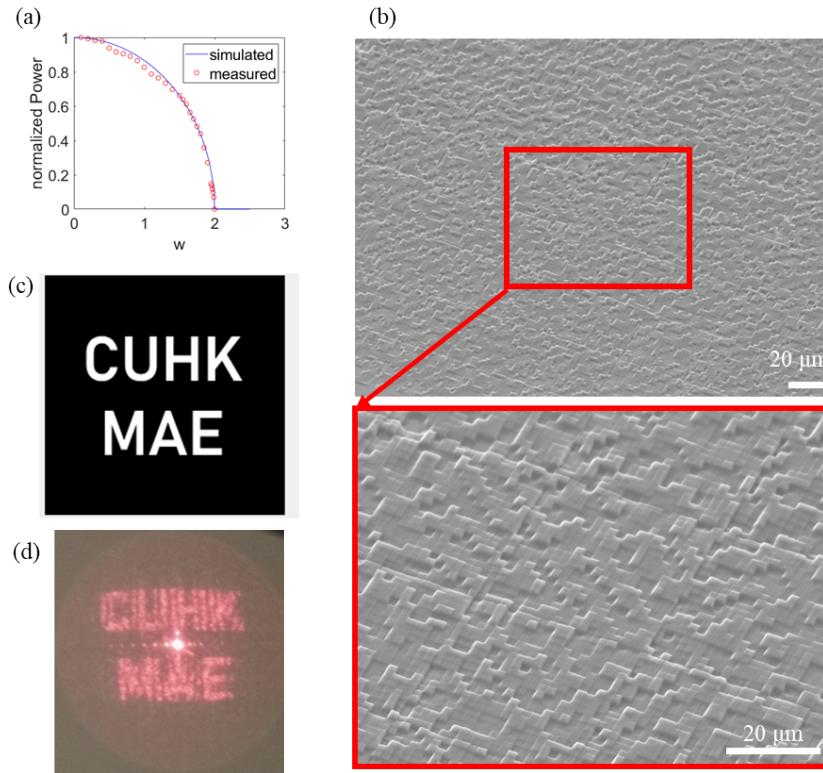 (a)
1
0.8
0.6
0.4
0.2
0
0
1
2
3
normalized Power
w
simulated
measured
(b)
20 μm
20 μm
(c)
CUHK
MAE
(d)
CUHK
MAE